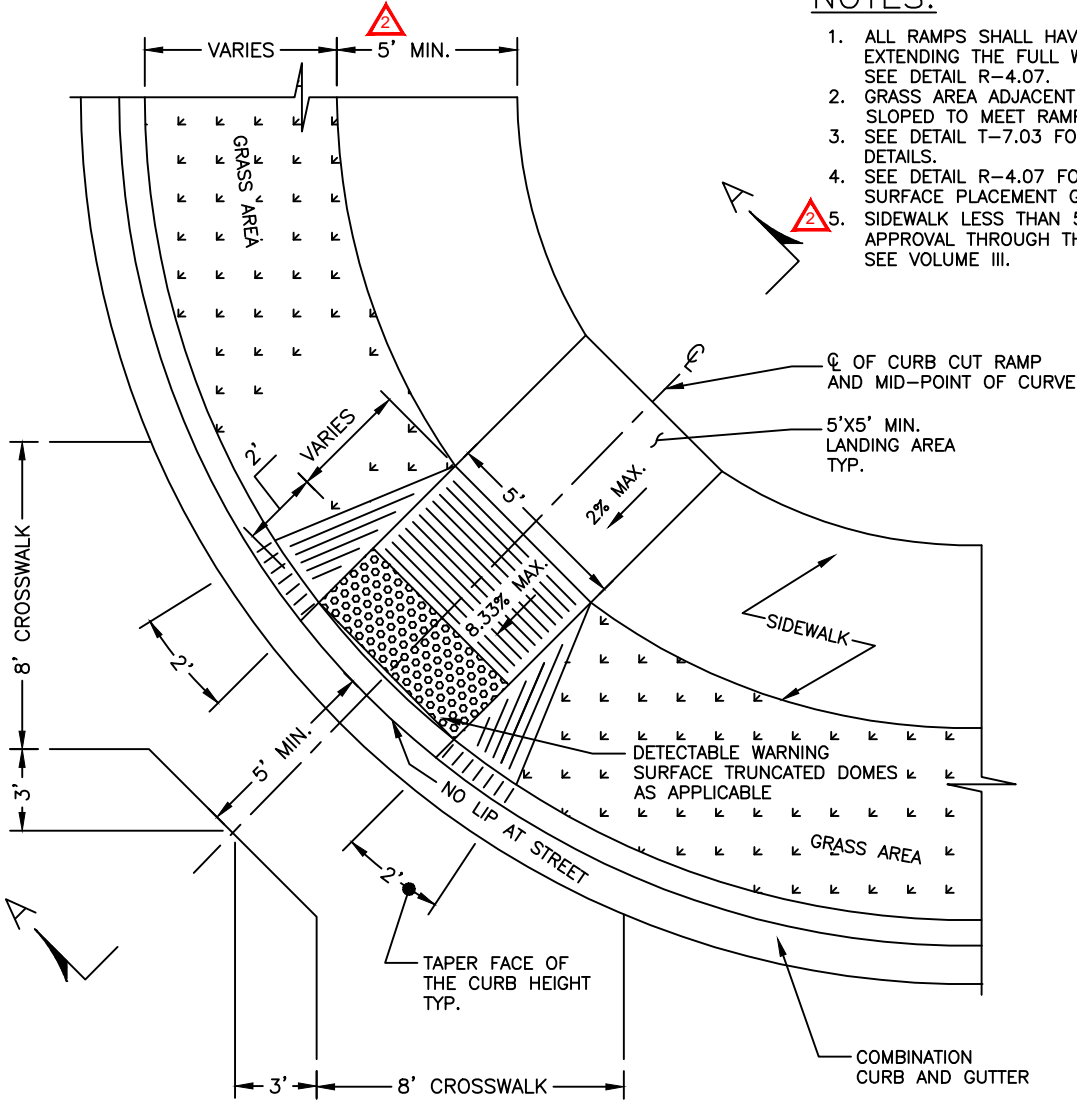 NOTES:
1. ALL RAMPS SHALL HAV
EXTENDING THE FULL W
SEE DETAIL R-4.07.
2. GRASS AREA ADJACENT
SLOPED TO MEET RAMP
3. SEE DETAIL T-7.03 FO
DETAILS.
4. SEE DETAIL R-4.07 FO
SURFACE PLACEMENT G
2
5. SIDEWALK LESS THAN 5
APPROVAL THROUGH TH
SEE VOLUME III.
2
VARIES
5' MIN.
GRASS AREA
A
℄
℄ OF CURB CUT RAMP
AND MID-POINT OF CURVE
5'X5' MIN.
LANDING AREA
TYP.
2'
VARIES
5'
2% MAX.
8.33% MAX.
8' CROSSWALK
3'
2'
5' MIN.
SIDEWALK
DETECTABLE WARNING
SURFACE TRUNCATED DOMES
AS APPLICABLE
NO LIP AT STREET
GRASS AREA
2'
A
TAPER FACE OF
THE CURB HEIGHT
TYP.
COMBINATION
CURB AND GUTTER
3'
8' CROSSWALK